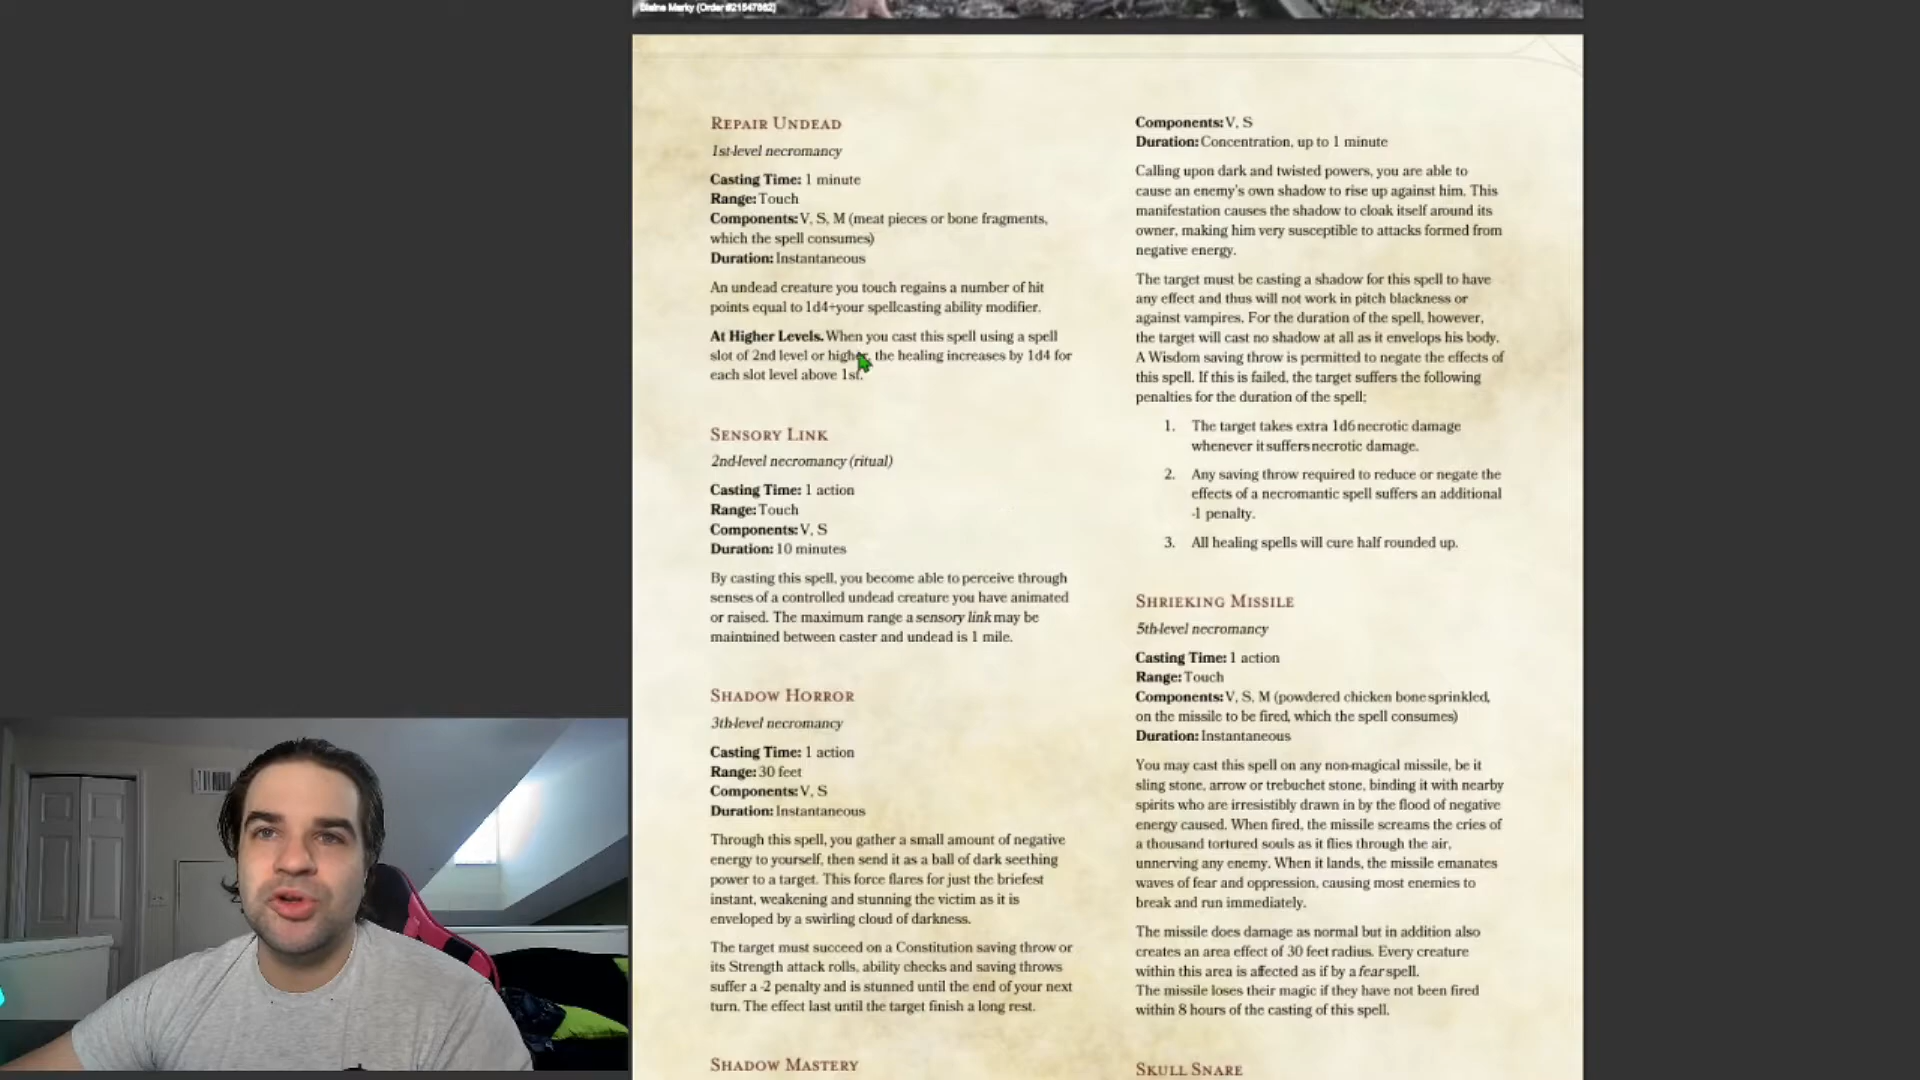 Blaine Marky (Order #21547862)
REPAIR UNDEAD
1st-level necromancy
Casting Time: 1 minute
Range: Touch
Components: V, S, M (meat pieces or bone fragments,
which the spell consumes)
Duration: Instantaneous
An undead creature you touch regains a number of hit
points equal to 1d4+your spellcasting ability modifier.
At Higher Levels. When you cast this spell using a spell
slot of 2nd level or higher, the healing increases by 1d4 for
each slot level above 1st.
SENSORY LINK
2nd-level necromancy (ritual)
Casting Time: 1 action
Range: Touch
Components: V, S
Duration: 10 minutes
By casting this spell, you become able to perceive through
senses of a controlled undead creature you have animated
or raised. The maximum range a sensory link may be
maintained between caster and undead is 1 mile.
SHADOW HORROR
3th-level necromancy
Casting Time: 1 action
Range: 30 feet
Components: V, S
Duration: Instantaneous
Through this spell, you gather a small amount of negative
energy to yourself, then send it as a ball of dark seething
power to a target. This force flares for just the briefest
instant, weakening and stunning the victim as it is
enveloped by a swirling cloud of darkness.
The target must succeed on a Constitution saving throw or
its Strength attack rolls, ability checks and saving throws
suffer a -2 penalty and is stunned until the end of your next
turn. The effect last until the target finish a long rest.
SHADOW MASTERY
Components: V, S
Duration: Concentration, up to 1 minute
Calling upon dark and twisted powers, you are able to
cause an enemy's own shadow to rise up against him. This
manifestation causes the shadow to cloak itself around its
owner, making him very susceptible to attacks formed from
negative energy.
The target must be casting a shadow for this spell to have
any effect and thus will not work in pitch blackness or
against vampires. For the duration of the spell, however,
the target will cast no shadow at all as it envelops his body.
A Wisdom saving throw is permitted to negate the effects of
this spell. If this is failed, the target suffers the following
penalties for the duration of the spell:
1. The target takes extra 1d6 necrotic damage
whenever it suffers necrotic damage.
2. Any saving throw required to reduce or negate the
effects of a necromantic spell suffers an additional
-1 penalty.
3. All healing spells will cure half rounded up.
SHRIEKING MISSILE
5th-level necromancy
Casting Time: 1 action
Range: Touch
Components: V, S, M (powdered chicken bone sprinkled,
on the missile to be fired, which the spell consumes)
Duration: Instantaneous
You may cast this spell on any non-magical missile, be it
sling stone, arrow or trebuchet stone, binding it with nearby
spirits who are irresistibly drawn in by the flood of negative
energy caused. When fired, the missile screams the cries of
a thousand tortured souls as it flies through the air,
unnerving any enemy. When it lands, the missile emanates
waves of fear and oppression, causing most enemies to
break and run immediately.
The missile does damage as normal but in addition also
creates an area effect of 30 feet radius. Every creature
within this area is affected as if by a fear spell.
The missile loses their magic if they have not been fired
within 8 hours of the casting of this spell.
SKULL SNARE